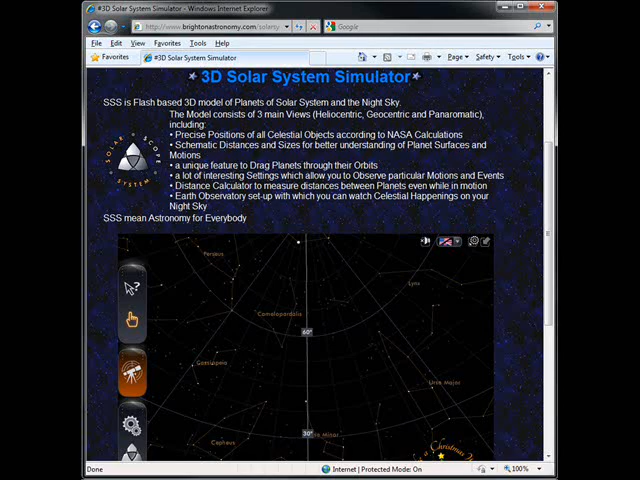 #3D Solar System Simulator - Windows Internet Explorer
http://www.brightonastronomy.com/solarsy
Google
File Edit View Favorites Tools Help
Favorites #3D Solar System Simulator Page Safety Tools
3D Solar System Simulator
SSS is Flash based 3D model of Planets of Solar System and the Night Sky.
The Model consists of 3 main Views (Heliocentric, Geocentric and Panaromatic),
including:
• Precise Positions of all Celestial Objects according to NASA Calculations
• Schematic Distances and Sizes for better understanding of Planet Surfaces and
Motions
• a unique feature to Drag Planets through their Orbits
• a lot of interesting Settings which allow you to Observe particular Motions and Events
• Distance Calculator to measure distances between Planets even while in motion
• Earth Observatory set-up with which you can watch Celestial Happenings on your
Night Sky
SOLAR SCOPE SYSTEM
SSS mean Astronomy for Everybody
Perseus
Lynx
Camelopardalis
60°
Cassiopeia
Ursa Major
30°
Minor
Cepheus
Christmas
Done Internet | Protected Mode: On 100%